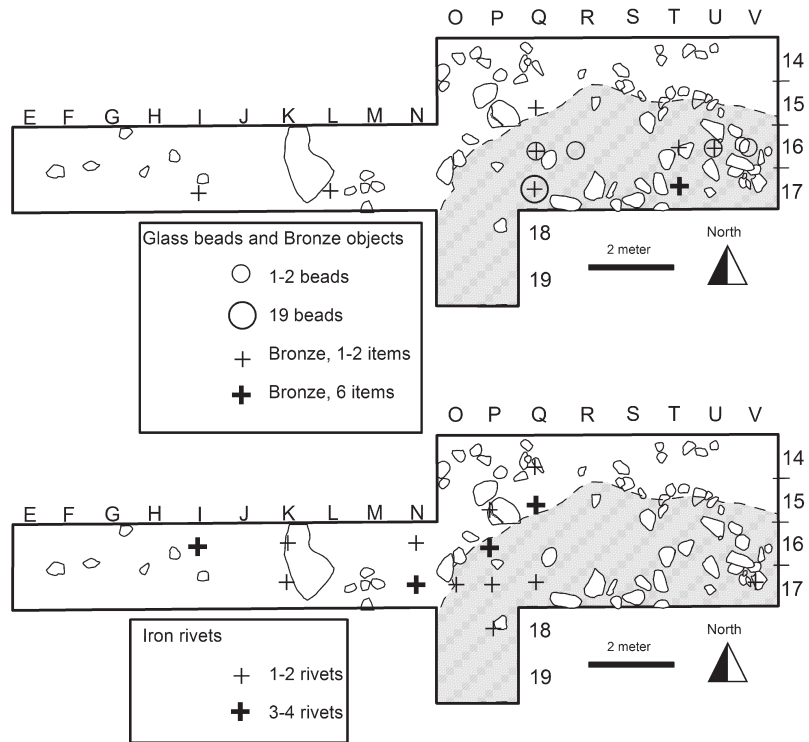 O P Q R S T U V
14
15
E F G H I J K L M N
16
17
18
19
2 meter
North
Glass beads and Bronze objects
1-2 beads
19 beads
Bronze, 1-2 items
Bronze, 6 items
O P Q R S T U V
14
15
E F G H I J K L M N
16
17
18
19
2 meter
North
Iron rivets
1-2 rivets
3-4 rivets